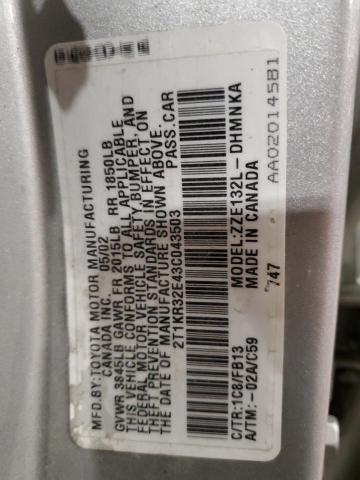 MFD.BY:TOYOTA MOTOR MANUFACTURING
CANADA INC. 05/02
GVWR 3845LB GAWR FR 2015LB RR 1850LB
THIS VEHICLE CONFORMS TO ALL APPLICABLE
FEDERAL MOTOR VEHICLE SAFETY,BUMPER, AND
THEFT PREVENTION STANDARDS IN EFFECT ON
THE DATE OF MANUFACTURE SHOWN ABOVE.
2T1KR32E43C043503 PASS.CAR
C/TR:1C8/FB13 MODEL:ZZE132L-DHMNKA
A/TM:-02A/C59 MADE IN CANADA
747
AA02014581